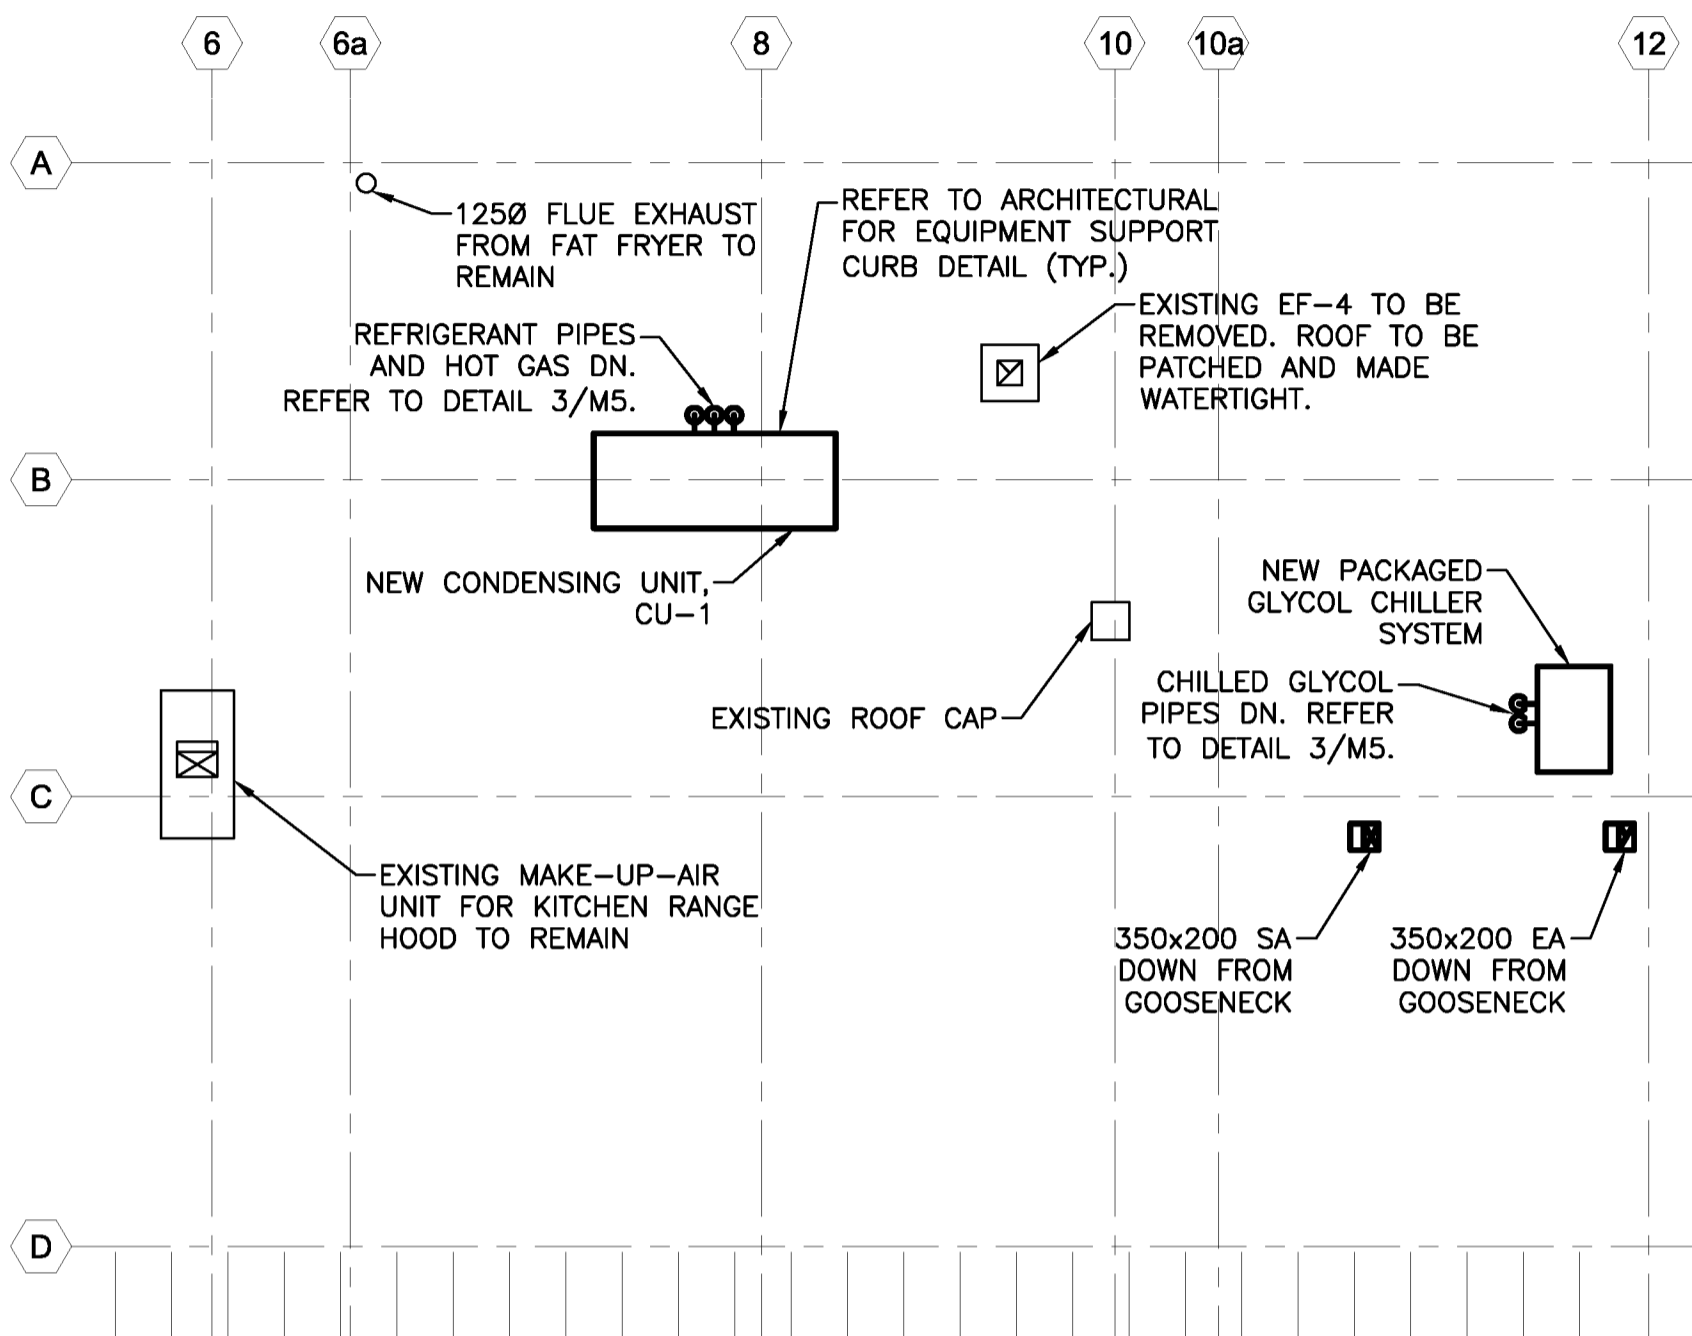 6
6a
8
10
10a
12
A
B
C
D
125Ø FLUE EXHAUST
FROM FAT FRYER TO
REMAIN
REFER TO ARCHITECTURAL
FOR EQUIPMENT SUPPORT
CURB DETAIL (TYP.)
EXISTING EF-4 TO BE
REMOVED. ROOF TO BE
PATCHED AND MADE
WATERTIGHT.
REFRIGERANT PIPES
AND HOT GAS DN.
REFER TO DETAIL 3/M5.
NEW CONDENSING UNIT,
CU-1
NEW PACKAGED
GLYCOL CHILLER
SYSTEM
EXISTING ROOF CAP
CHILLED GLYCOL
PIPES DN. REFER
TO DETAIL 3/M5.
EXISTING MAKE-UP-AIR
UNIT FOR KITCHEN RANGE
HOOD TO REMAIN
350x200 SA
DOWN FROM
GOOSENECK
350x200 EA
DOWN FROM
GOOSENECK